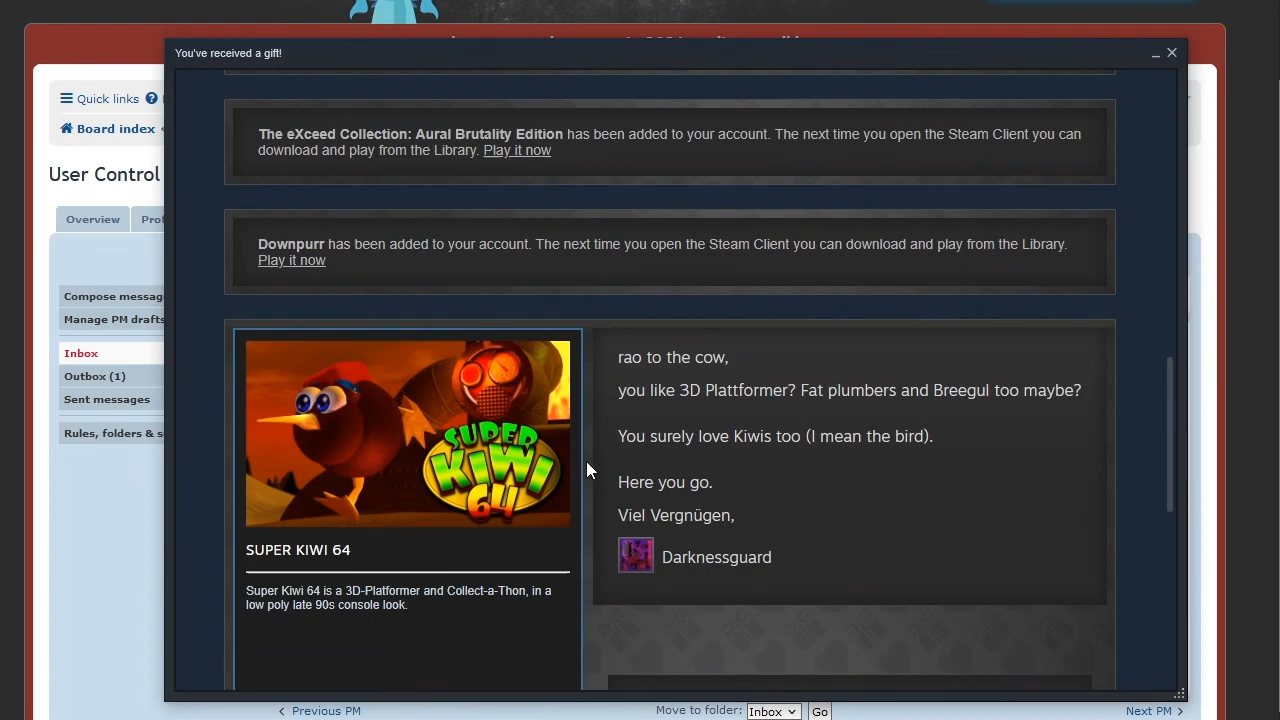 You've received a gift!
Quick links
Board index
User Control
Overview
Prof
The eXceed Collection: Aural Brutality Edition has been added to your account. The next time you open the Steam Client you can
download and play from the Library. Play it now
Downpurr has been added to your account. The next time you open the Steam Client you can download and play from the Library.
Play it now
Compose messag
Manage PM drafts
Inbox
Outbox (1)
Sent messages
Rules, folders & s
SUPER
KIWI
64
SUPER KIWI 64
Super Kiwi 64 is a 3D-Platformer and Collect-a-Thon, in a
low poly late 90s console look.
rao to the cow,
you like 3D Plattformer? Fat plumbers and Breegul too maybe?
You surely love Kiwis too (I mean the bird).
Here you go.
Viel Vergnügen,
Darknessguard
Previous PM
Move to folder: Inbox Go
Next PM